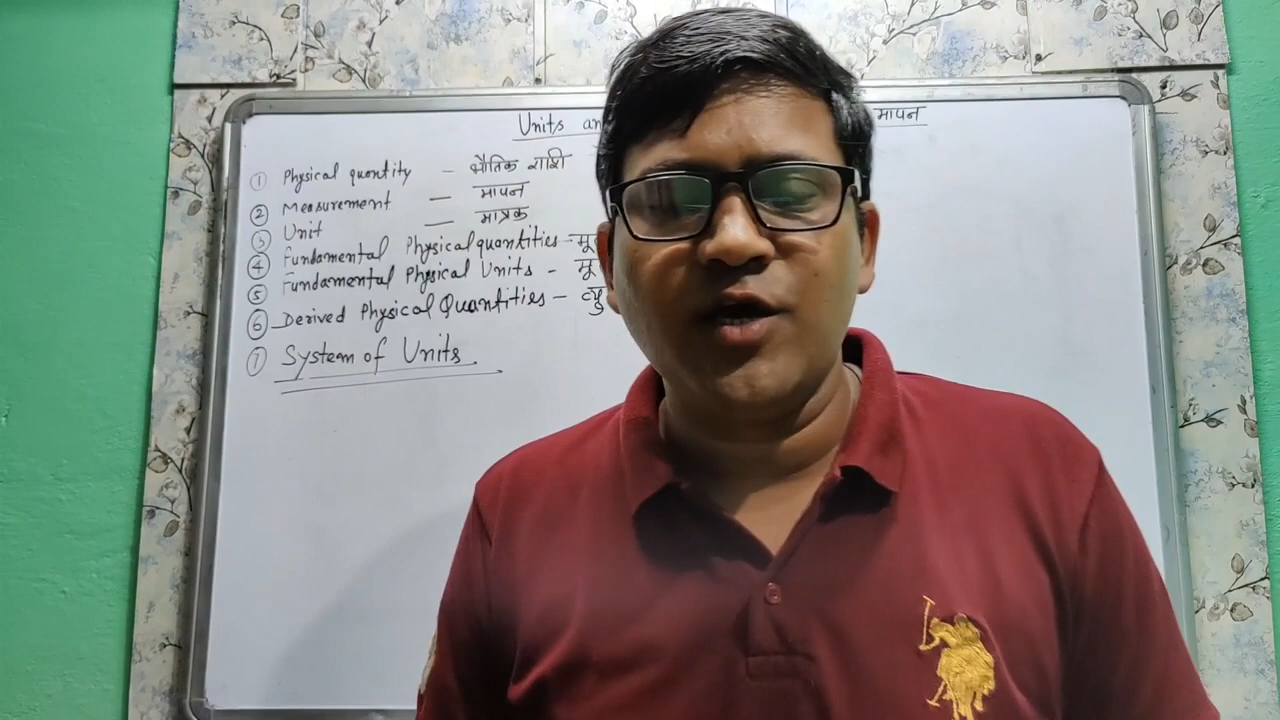 Units an मापन
① Physical quantity — भौतिक राशि
② Measurement — मापन
③ Unit — मात्रक
④ Fundamental Physical quantities - मू
⑤ Fundamental Physical Units - मू
⑥ Derived Physical Quantities - व्यु
⑦ System of Units